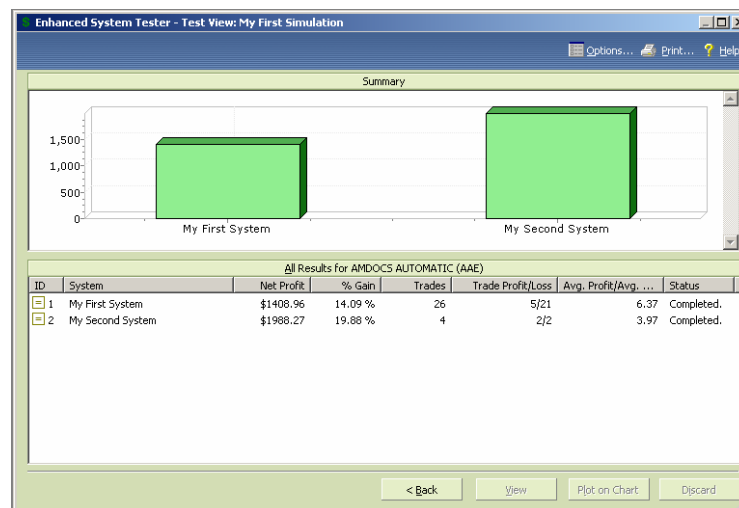 $ Enhanced System Tester - Test View: My First Simulation
Options... Print... ? Help
Summary
1,500
1,000
500
0
My First System My Second System
All Results for AMDOCS AUTOMATIC (AAE)
ID System Net Profit % Gain Trades Trade Profit/Loss Avg. Profit/Avg. ... Status
1 My First System $1408.96 14.09 % 26 5/21 6.37 Completed.
2 My Second System $1988.27 19.88 % 4 2/2 3.97 Completed.
< Back View Plot on Chart Discard